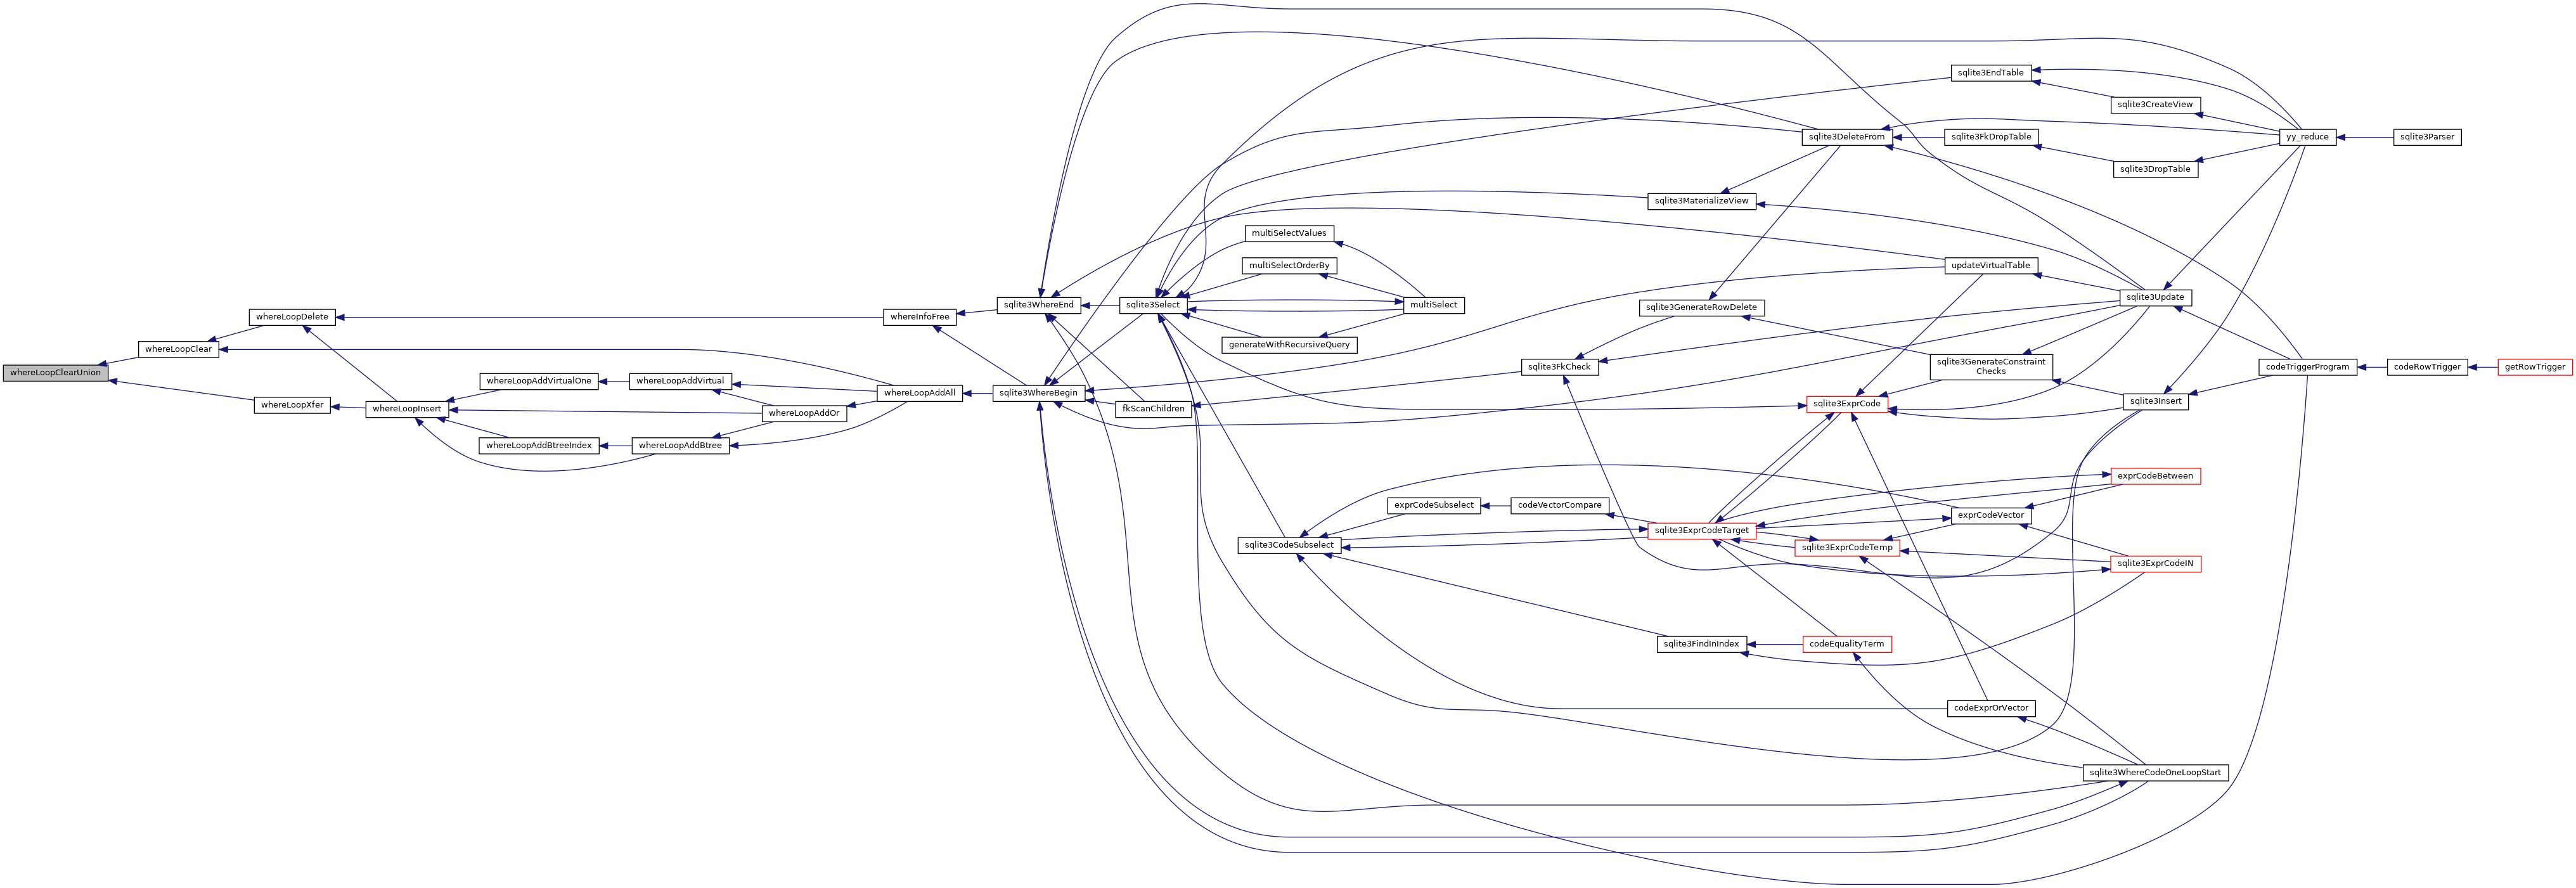 whereLoopClearUnion
whereLoopClear
whereLoopDelete
whereLoopXfer
whereLoopInsert
whereLoopAddVirtualOne
whereLoopAddBtreeIndex
whereLoopAddVirtual
whereLoopAddBtree
whereLoopAddOr
whereInfoFree
whereLoopAddAll
sqlite3WhereEnd
sqlite3WhereBegin
sqlite3Select
fkScanChildren
multiSelectValues
multiSelectOrderBy
generateWithRecursiveQuery
sqlite3CodeSubselect
multiSelect
exprCodeSubselect
sqlite3FkCheck
codeVectorCompare
sqlite3MaterializeView
sqlite3GenerateRowDelete
sqlite3ExprCodeTarget
sqlite3FindInIndex
sqlite3DeleteFrom
sqlite3ExprCode
sqlite3ExprCodeTemp
codeEqualityTerm
sqlite3EndTable
sqlite3FkDropTable
updateVirtualTable
sqlite3GenerateConstraint
Checks
exprCodeVector
codeExprOrVector
sqlite3CreateView
sqlite3DropTable
sqlite3Update
sqlite3Insert
exprCodeBetween
sqlite3ExprCodeIN
sqlite3WhereCodeOneLoopStart
yy_reduce
codeTriggerProgram
sqlite3Parser
codeRowTrigger
getRowTrigger